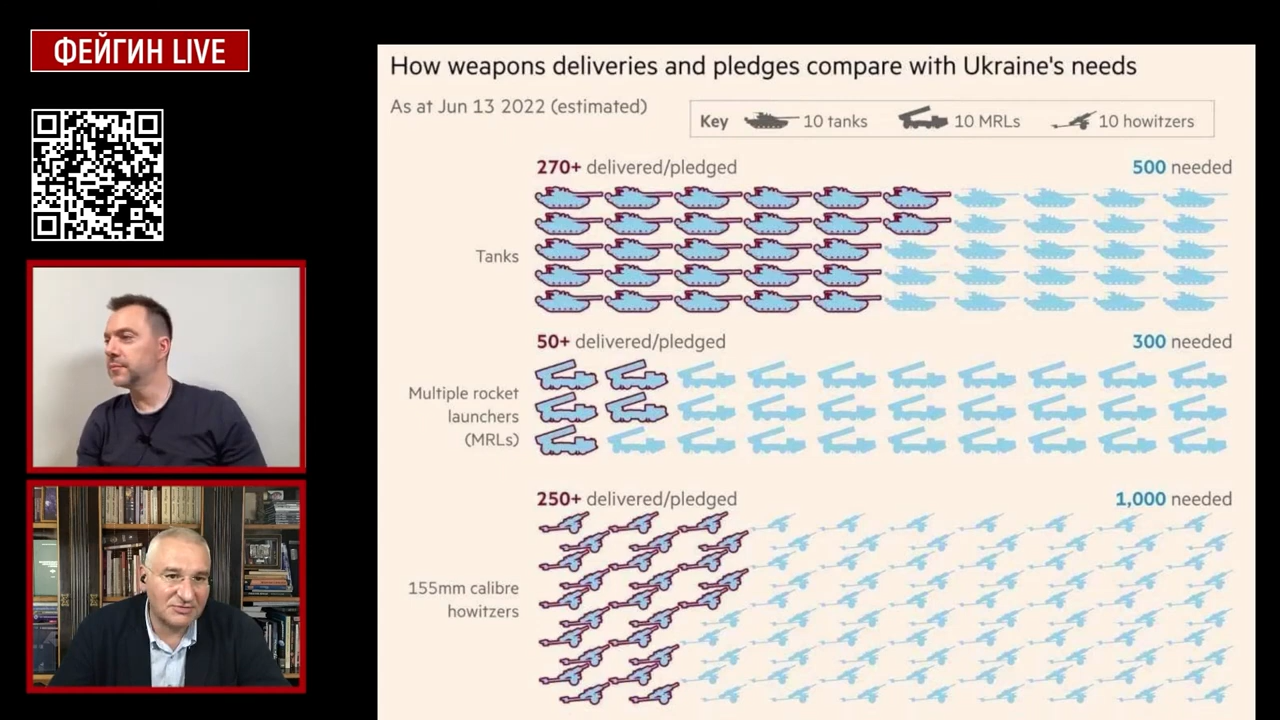 ФЕЙГИН LIVE
How weapons deliveries and pledges compare with Ukraine's needs
As at Jun 13 2022 (estimated)
Key 10 tanks 10 MRLs 10 howitzers
270+ delivered/pledged 500 needed
Tanks
50+ delivered/pledged 300 needed
Multiple rocket
launchers
(MRLs)
250+ delivered/pledged 1,000 needed
155mm calibre
howitzers